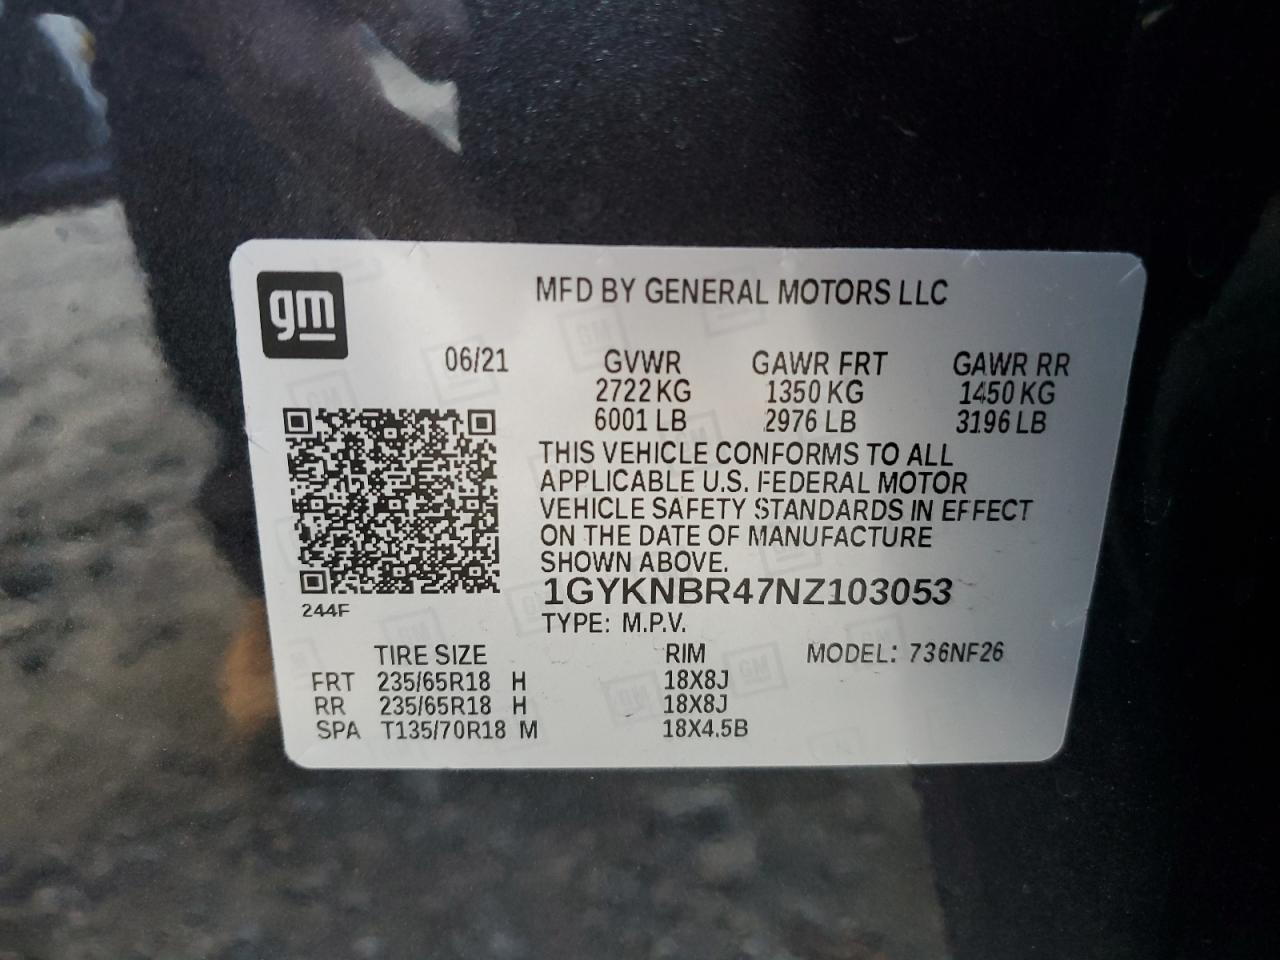 gm
MFD BY GENERAL MOTORS LLC
06/21 GVWR GAWR FRT GAWR RR
2722 KG 1350 KG 1450 KG
6001 LB 2976 LB 3196 LB
THIS VEHICLE CONFORMS TO ALL
APPLICABLE U.S. FEDERAL MOTOR
VEHICLE SAFETY STANDARDS IN EFFECT
ON THE DATE OF MANUFACTURE
SHOWN ABOVE.
1GYKNBR47NZ103053
244F
TYPE: M.P.V.
TIRE SIZE RIM MODEL: 736NF26
FRT 235/65R18 H 18X8J
RR 235/65R18 H 18X8J
SPA T135/70R18 M 18X4.5B